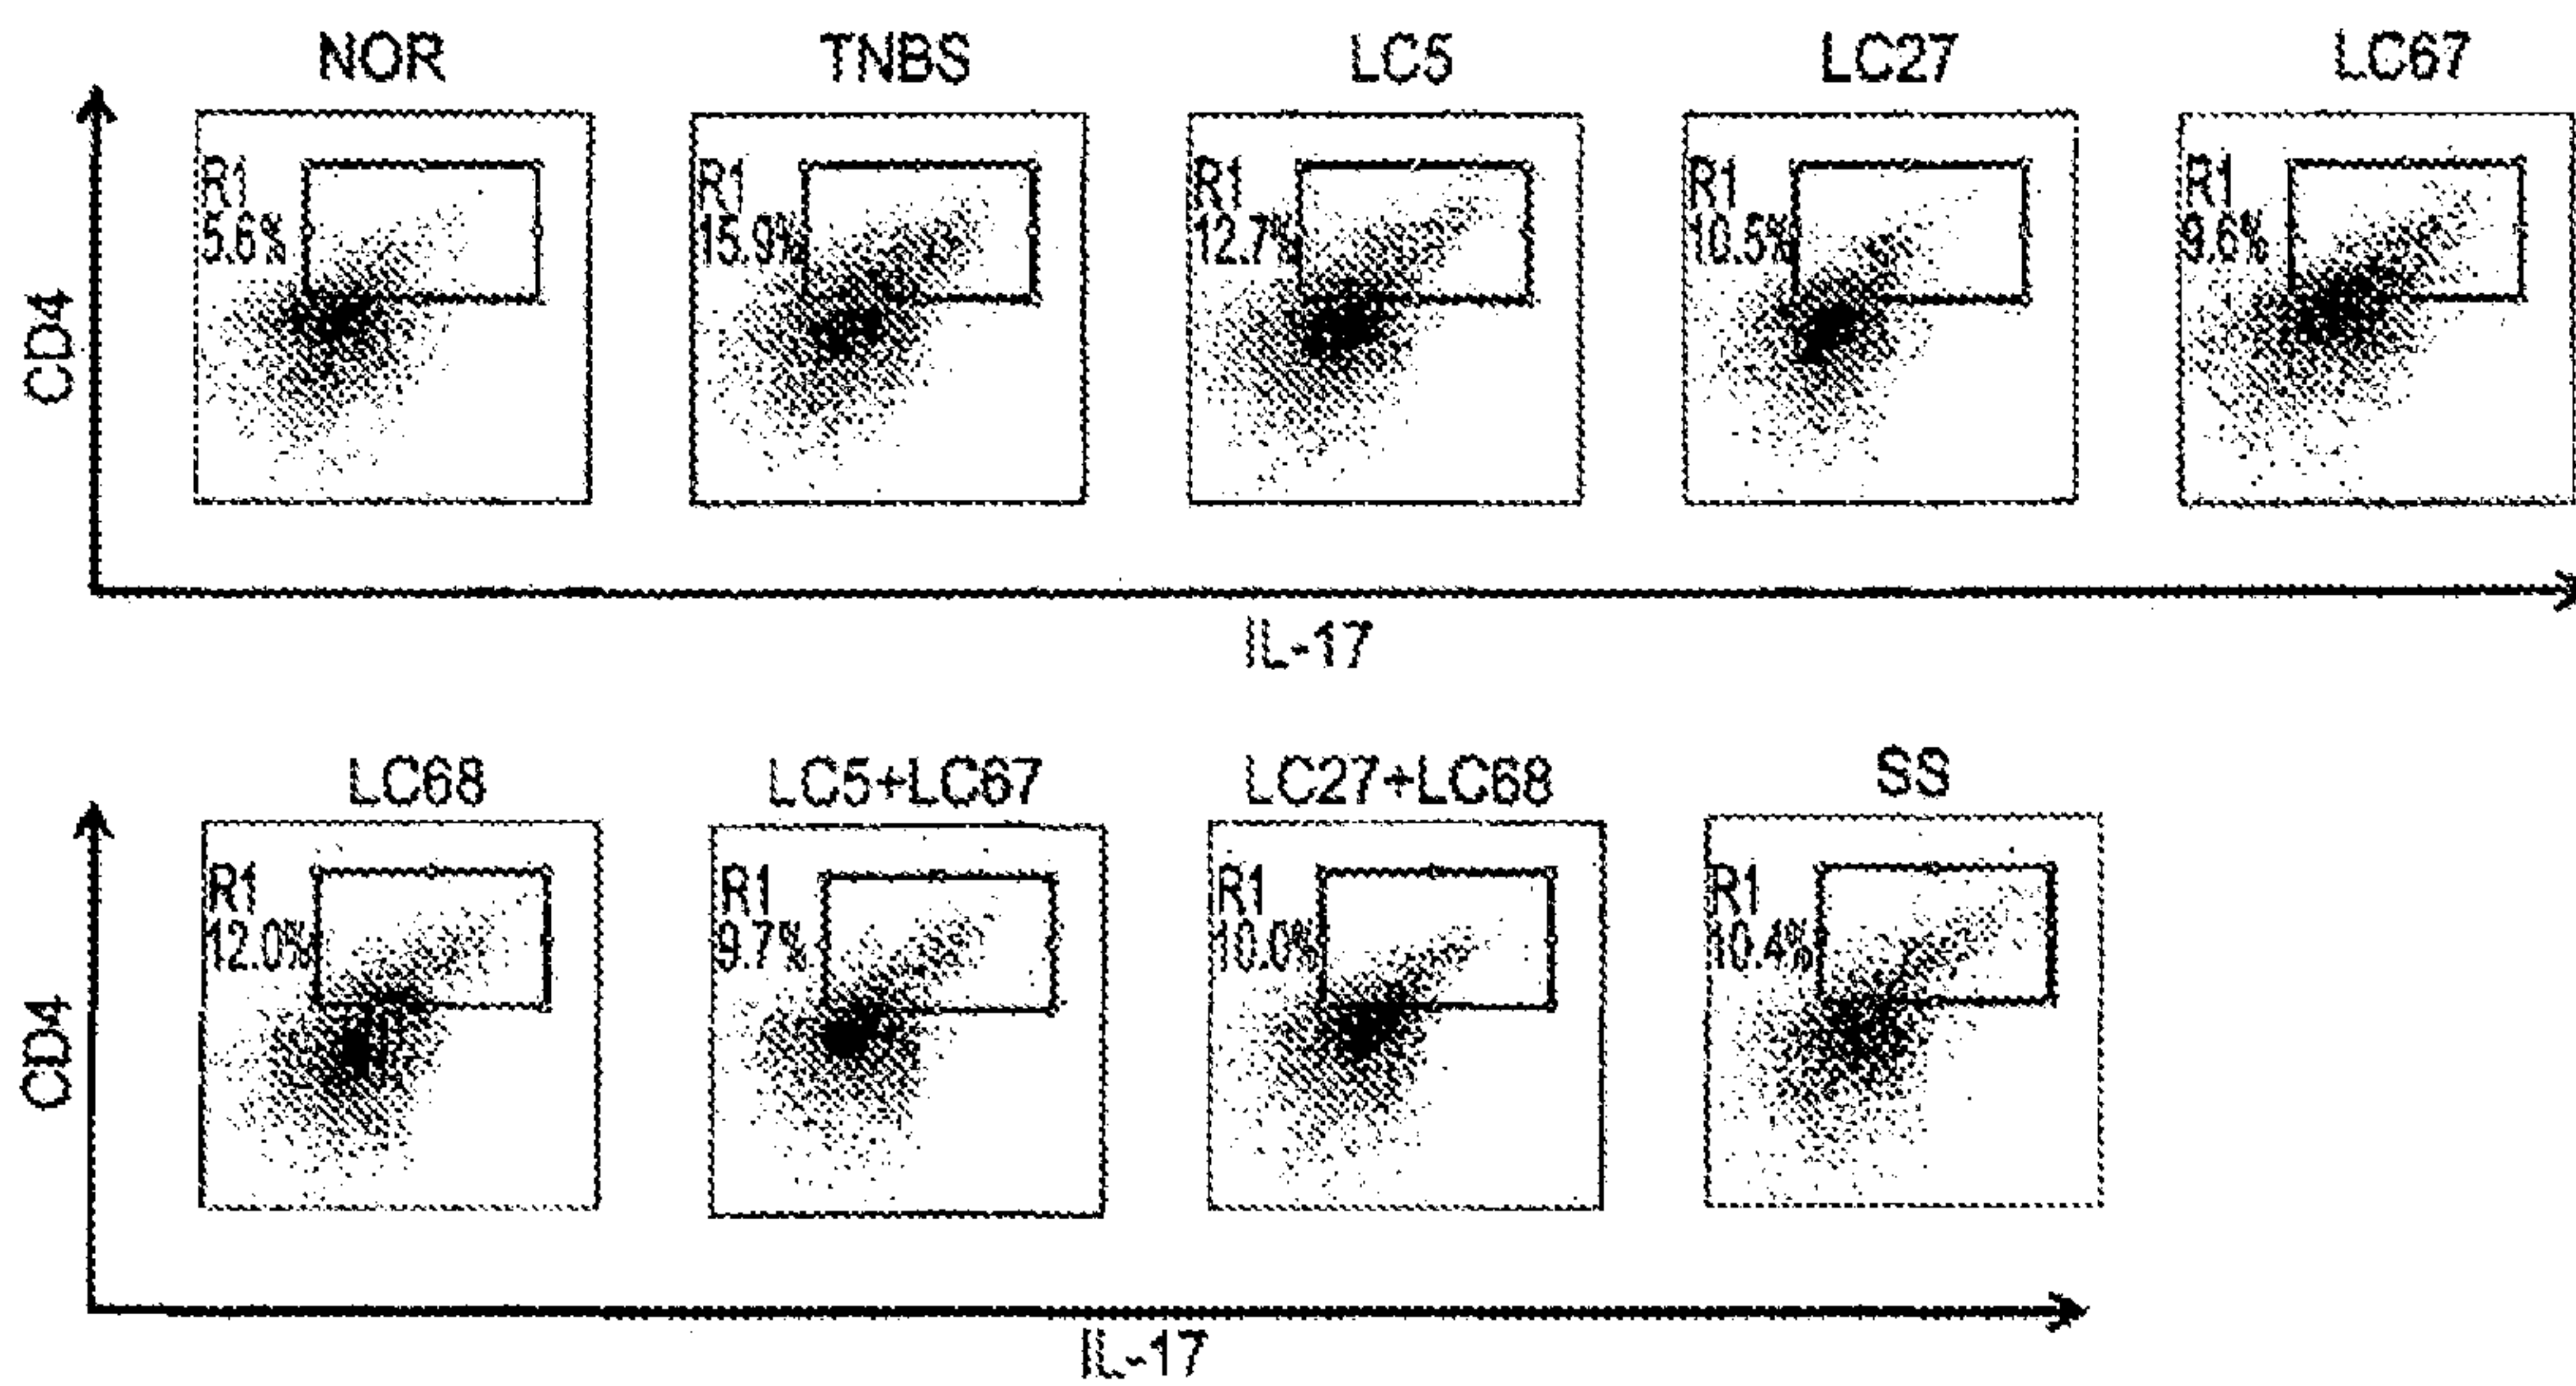 NOR TNBS LC5 LC27 LC67
R1 R1 R1 R1 R1
5.6% 15.9% 12.7% 10.5% 9.6%
CD4
IL-17
LC68 LC5+LC67 LC27+LC68 SS
R1 R1 R1 R1
12.0% 9.7% 10.0% 10.4%
CD4
IL-17